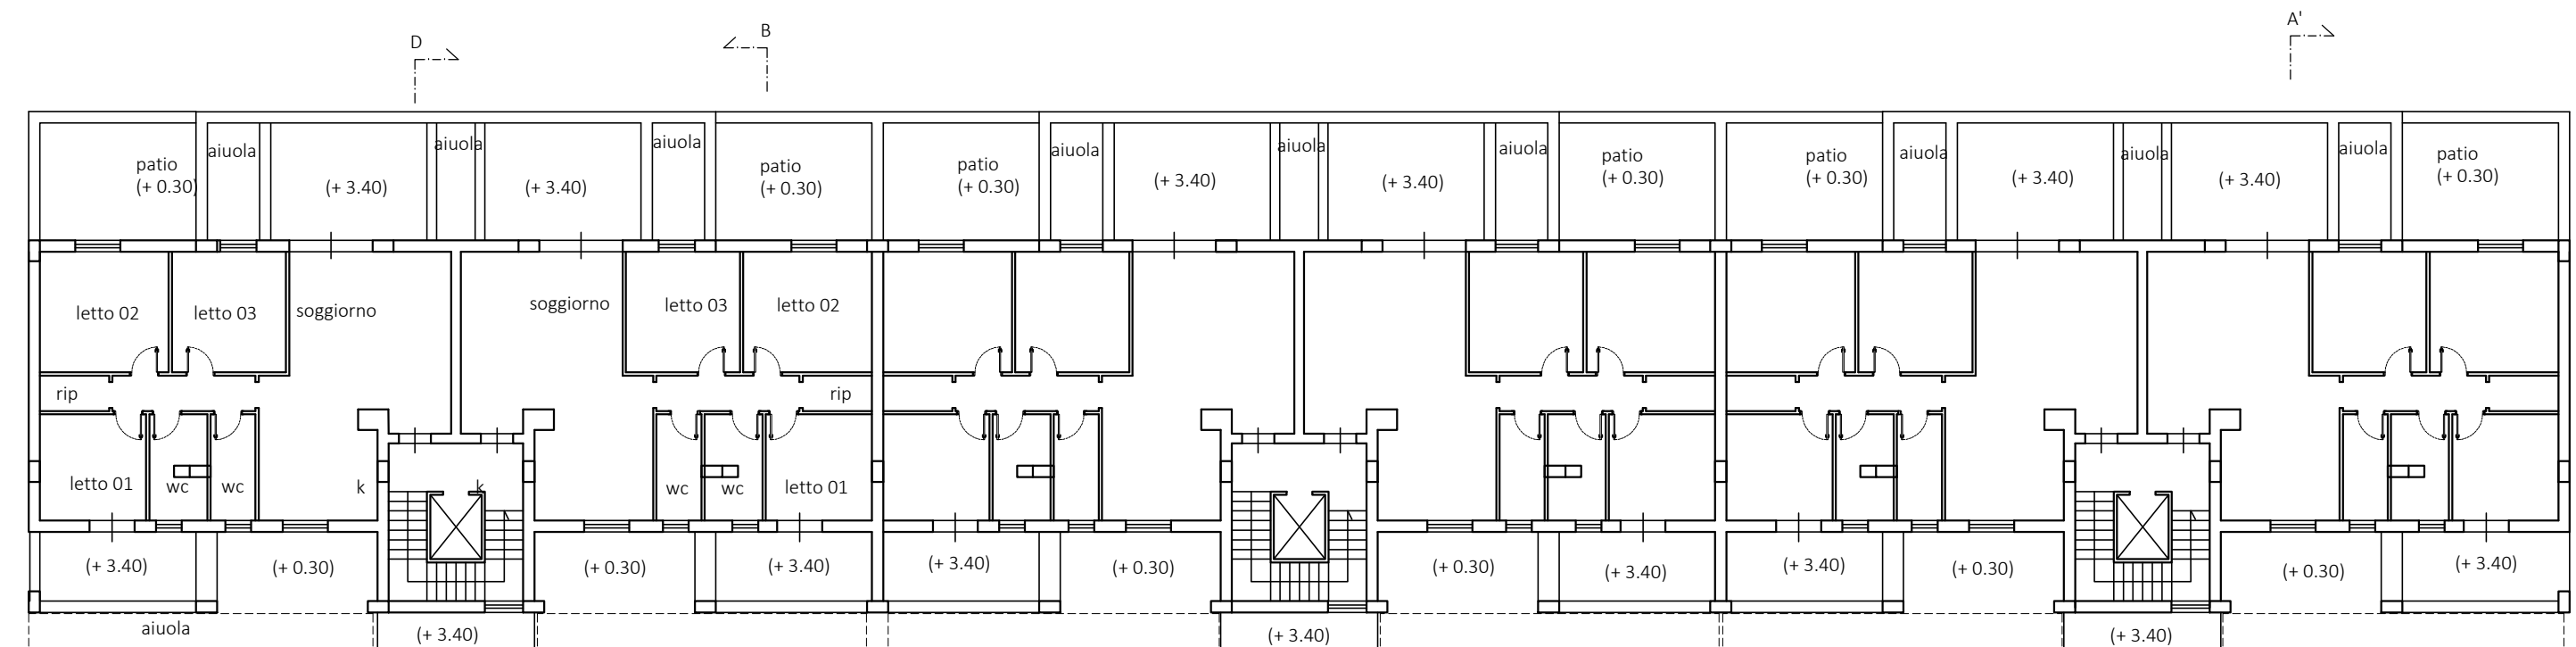 D
B
A'
patio
(+ 0.30)
aiuola
(+ 3.40)
aiuola
(+ 3.40)
aiuola
patio
(+ 0.30)
patio
(+ 0.30)
aiuola
(+ 3.40)
aiuola
(+ 3.40)
aiuola
patio
(+ 0.30)
patio
(+ 0.30)
aiuola
(+ 3.40)
aiuola
(+ 3.40)
aiuola
patio
(+ 0.30)
letto 02
letto 03
soggiorno
soggiorno
letto 03
letto 02
rip
rip
letto 01
wc
wc
k
k
wc
wc
letto 01
(+ 3.40)
(+ 0.30)
(+ 0.30)
(+ 3.40)
(+ 3.40)
(+ 0.30)
(+ 0.30)
(+ 3.40)
(+ 3.40)
(+ 0.30)
(+ 0.30)
(+ 3.40)
aiuola
(+ 3.40)
(+ 3.40)
(+ 3.40)